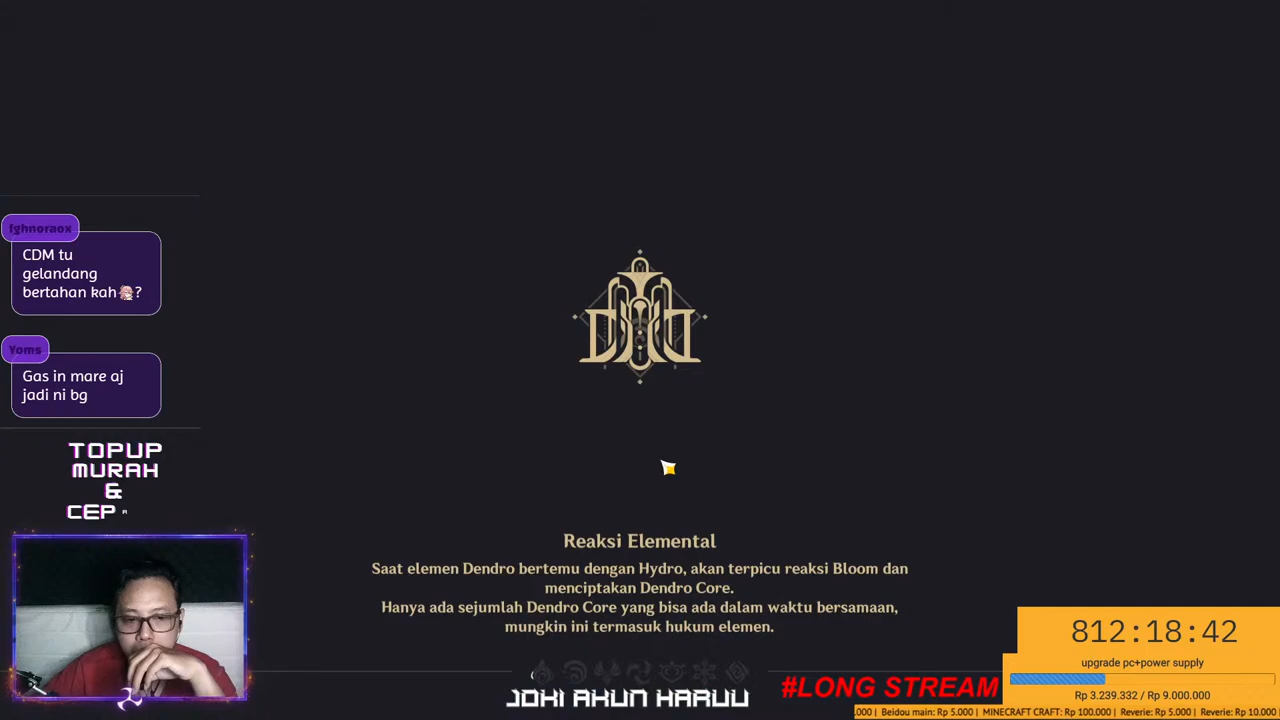 fghnoraox
CDM tu
gelandang
bertahan kah?
Yoms
Gas in mare aj
jadi ni bg
TOPUP
MURAH
&
CEP
Reaksi Elemental
Saat elemen Dendro bertemu dengan Hydro, akan terpicu reaksi Bloom dan
menciptakan Dendro Core.
Hanya ada sejumlah Dendro Core yang bisa ada dalam waktu bersamaan,
mungkin ini termasuk hukum elemen.
JOKI AKUN HARUU
#LONG STREAM
812:18:42
upgrade pc+power supply
Rp 3.239.332 / Rp 9.000.000
.000 | Beidou main: Rp 5.000 | MINECRAFT CRAFT: Rp 100.000 | Reverie: Rp 5.000 | Reverie: Rp 10.000